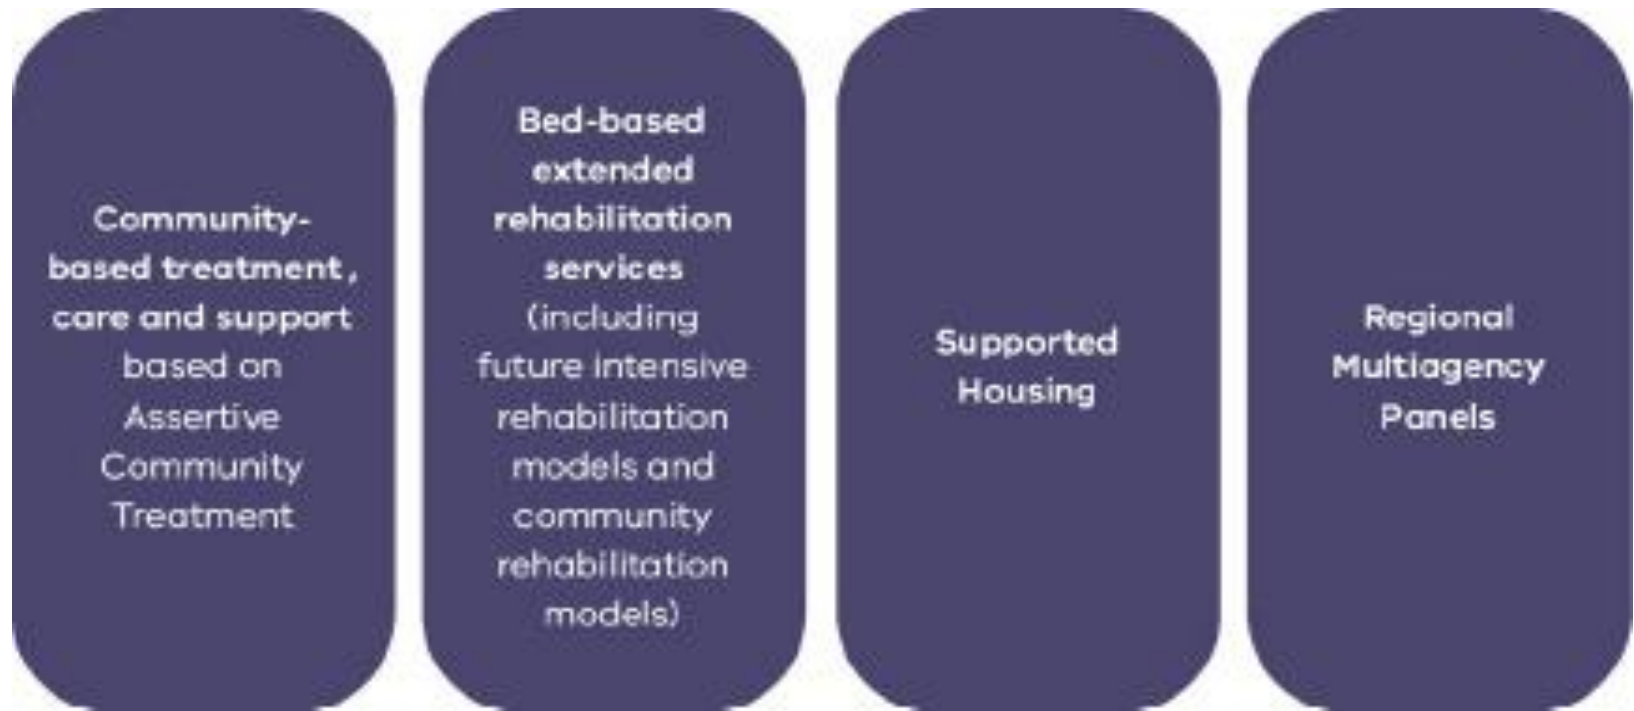 Community-
based treatment,
care and support
based on
Assertive
Community
Treatment
Bed-based
extended
rehabilitation
services
(including
future intensive
rehabilitation
models and
community
rehabilitation
models)
Supported
Housing
Regional
Multiagency
Panels